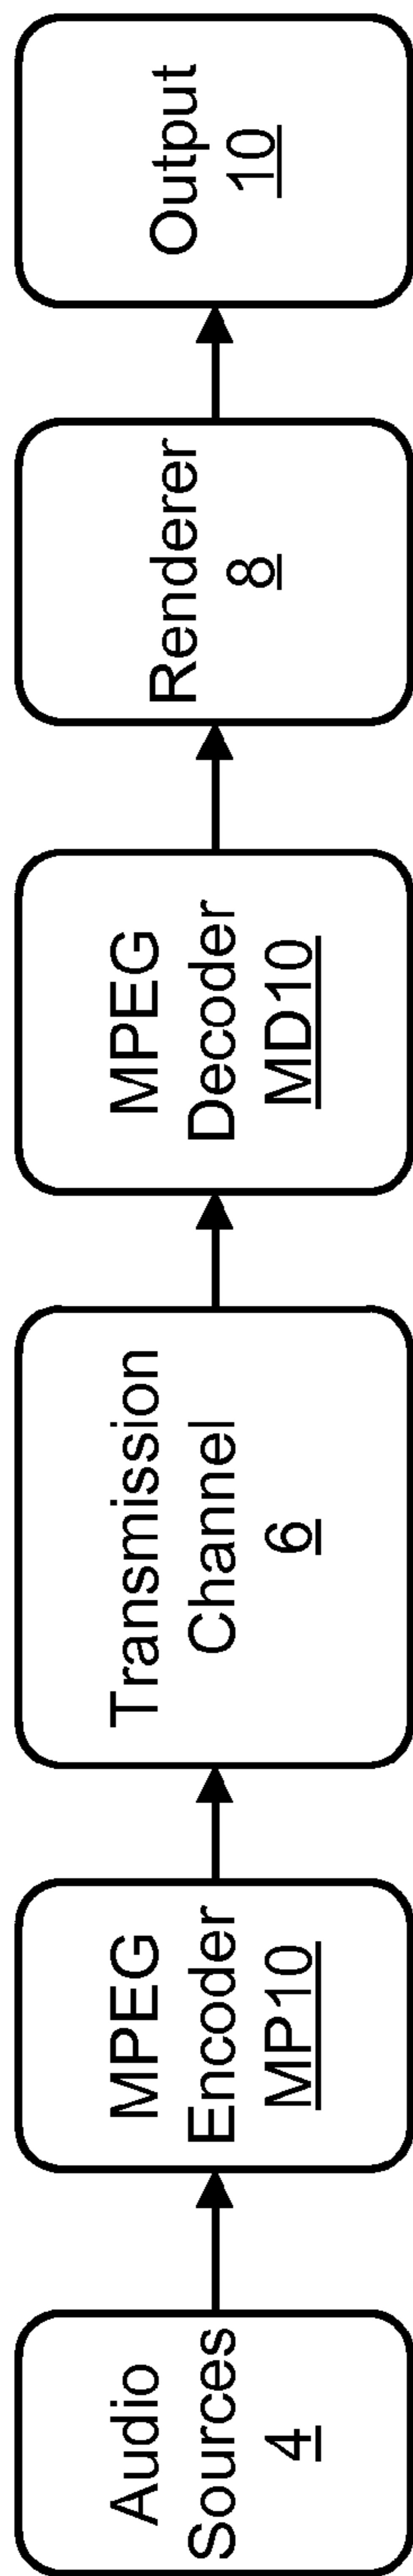 Audio
Sources
4
MPEG
Encoder
MP10
Transmission
Channel
6
MPEG
Decoder
MD10
Renderer
8
Output
10